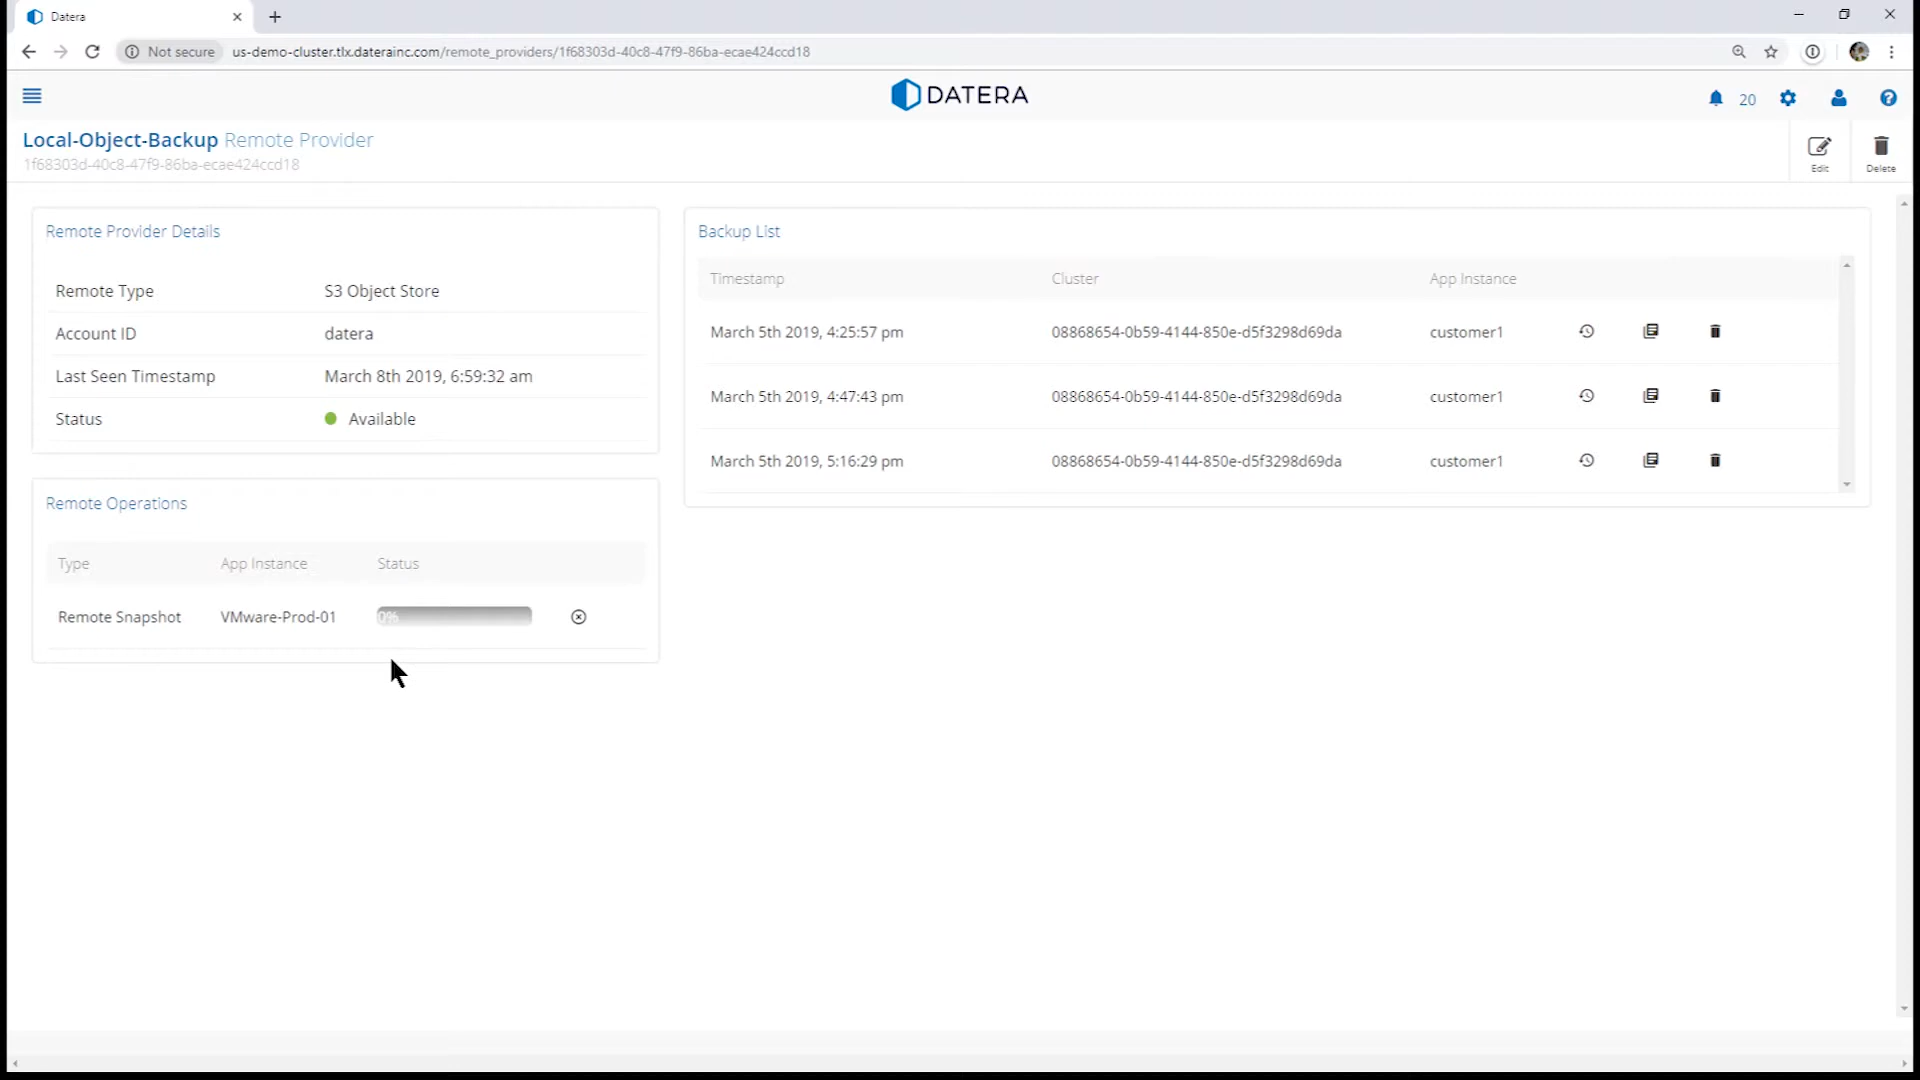 Datera
Not secure us-demo-cluster.tlx.daterainc.com/remote_providers/1f68303d-40c8-47f9-86ba-ecae424ccd18
DATERA
20
Local-Object-Backup Remote Provider
1f68303d-40c8-47f9-86ba-ecae424ccd18
Edit
Delete
Remote Provider Details
Remote Type S3 Object Store
Account ID datera
Last Seen Timestamp March 8th 2019, 6:59:32 am
Status Available
Remote Operations
Type App Instance Status
Remote Snapshot VMware-Prod-01 0%
Backup List
Timestamp Cluster App Instance
March 5th 2019, 4:25:57 pm 08868654-0b59-4144-850e-d5f3298d69da customer1
March 5th 2019, 4:47:43 pm 08868654-0b59-4144-850e-d5f3298d69da customer1
March 5th 2019, 5:16:29 pm 08868654-0b59-4144-850e-d5f3298d69da customer1